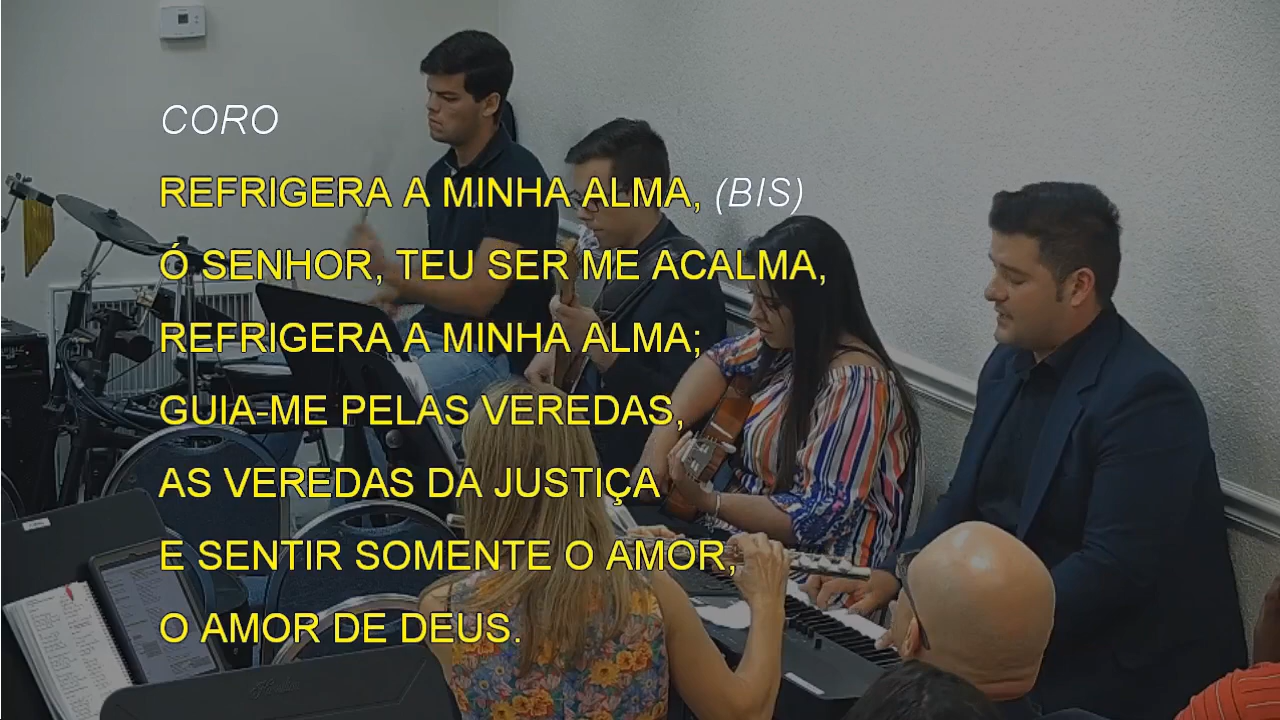 CORO
REFRIGERA A MINHA ALMA, (BIS)
Ó SENHOR, TEU SER ME ACALMA,
REFRIGERA A MINHA ALMA;
GUIA-ME PELAS VEREDAS,
AS VEREDAS DA JUSTIÇA
E SENTIR SOMENTE O AMOR,
O AMOR DE DEUS.